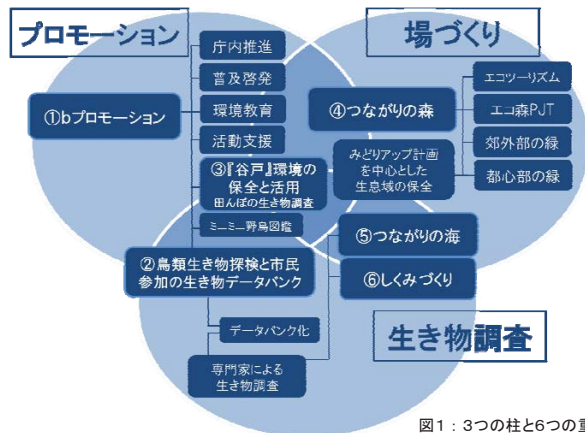 プロモーション
場づくり
庁内推進
普及啓発
①bプロモーション
環境教育
活動支援
③『谷戸』環境の
保全と活用
田んぼの生き物調査
ミーミー野鳥図鑑
②鳥類生き物探検と市民
参加の生き物データバンク
データバンク化
専門家による
生き物調査
④つながりの森
エコツーリズム
エコ森PJT
郊外部の緑
都心部の緑
みどりアップ計画
を中心とした
生息域の保全
⑤つながりの海
⑥しくみづくり
生き物調査
図1：3つの柱と6つの重